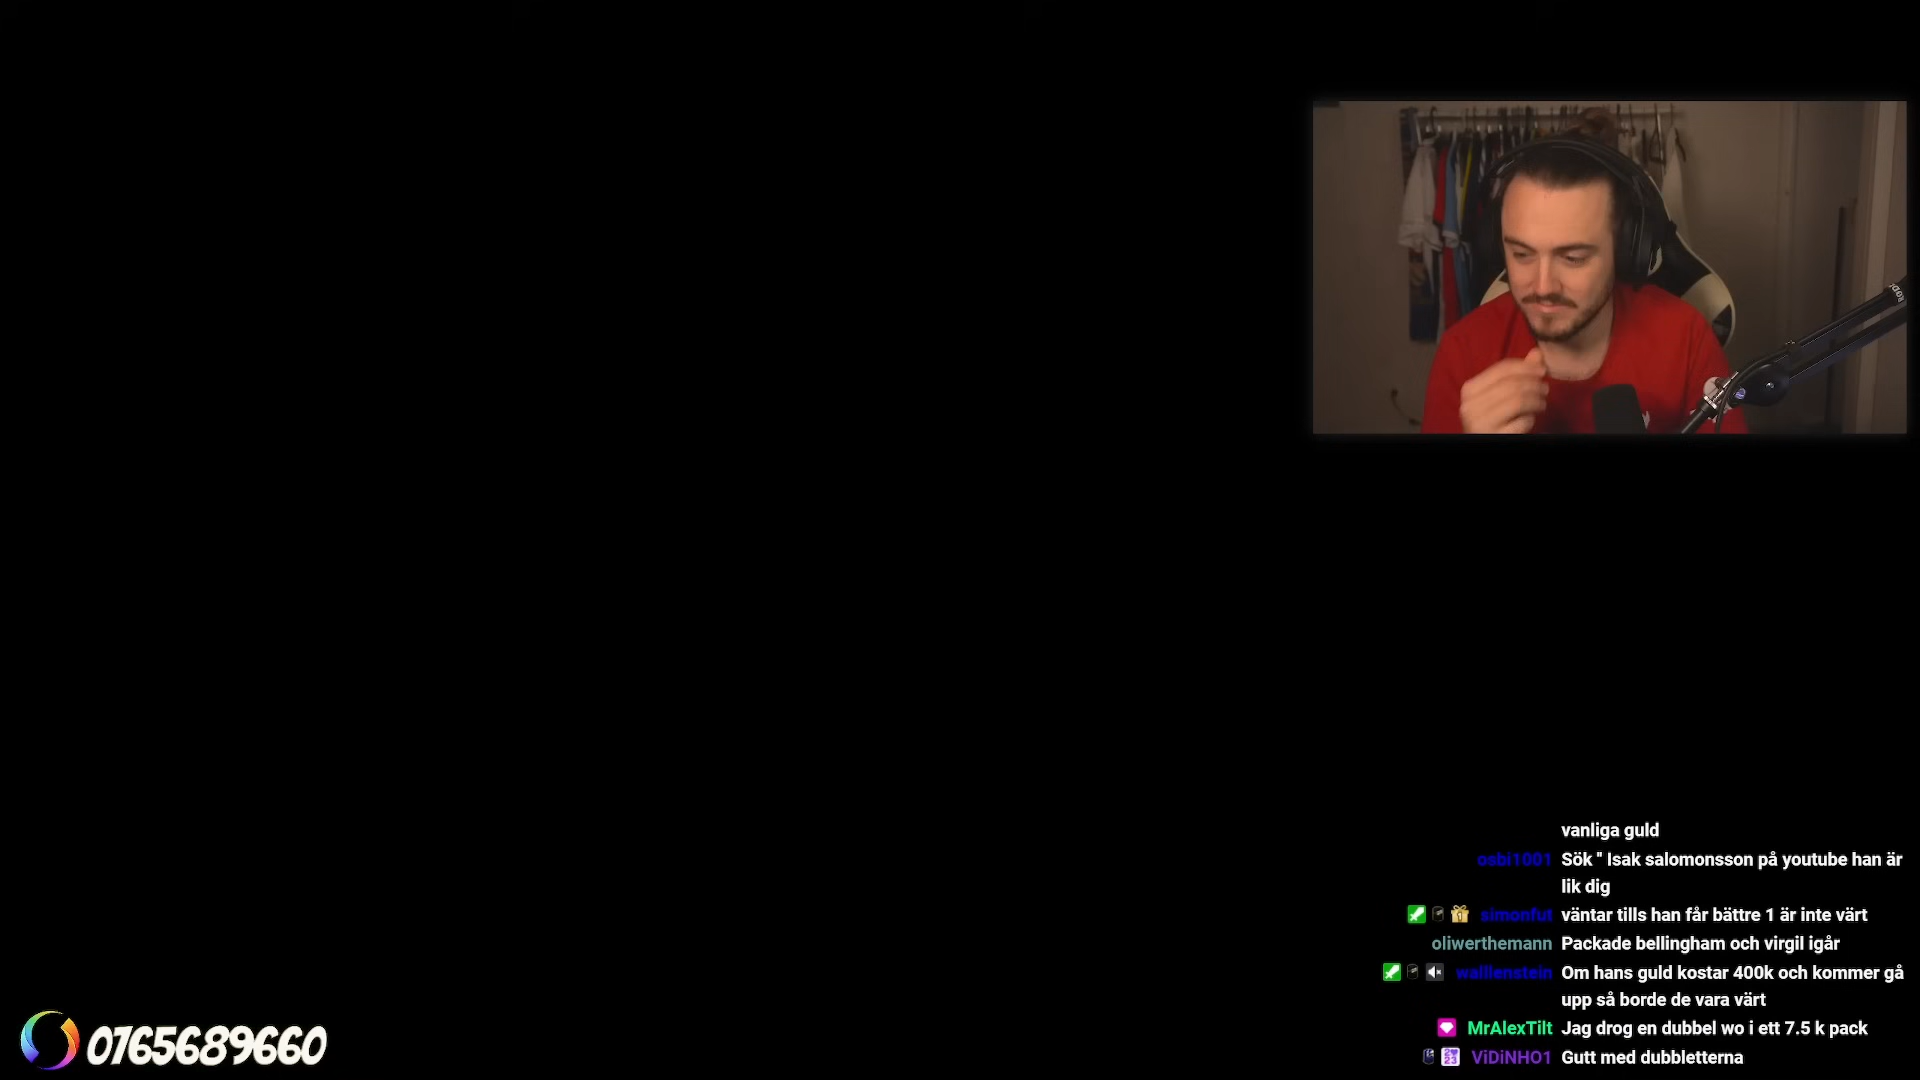 RØDE
vanliga guld
osbi1001 Sök " Isak salomonsson på youtube han är
lik dig
simonfut väntar tills han får bättre 1 är inte värt
oliwerthemann Packade bellingham och virgil igår
walllenstein Om hans guld kostar 400k och kommer gå
upp så borde de vara värt
MrAlexTilt Jag drog en dubbel wo i ett 7.5 k pack
ViDiNHO1 Gutt med dubbletterna
0765689660